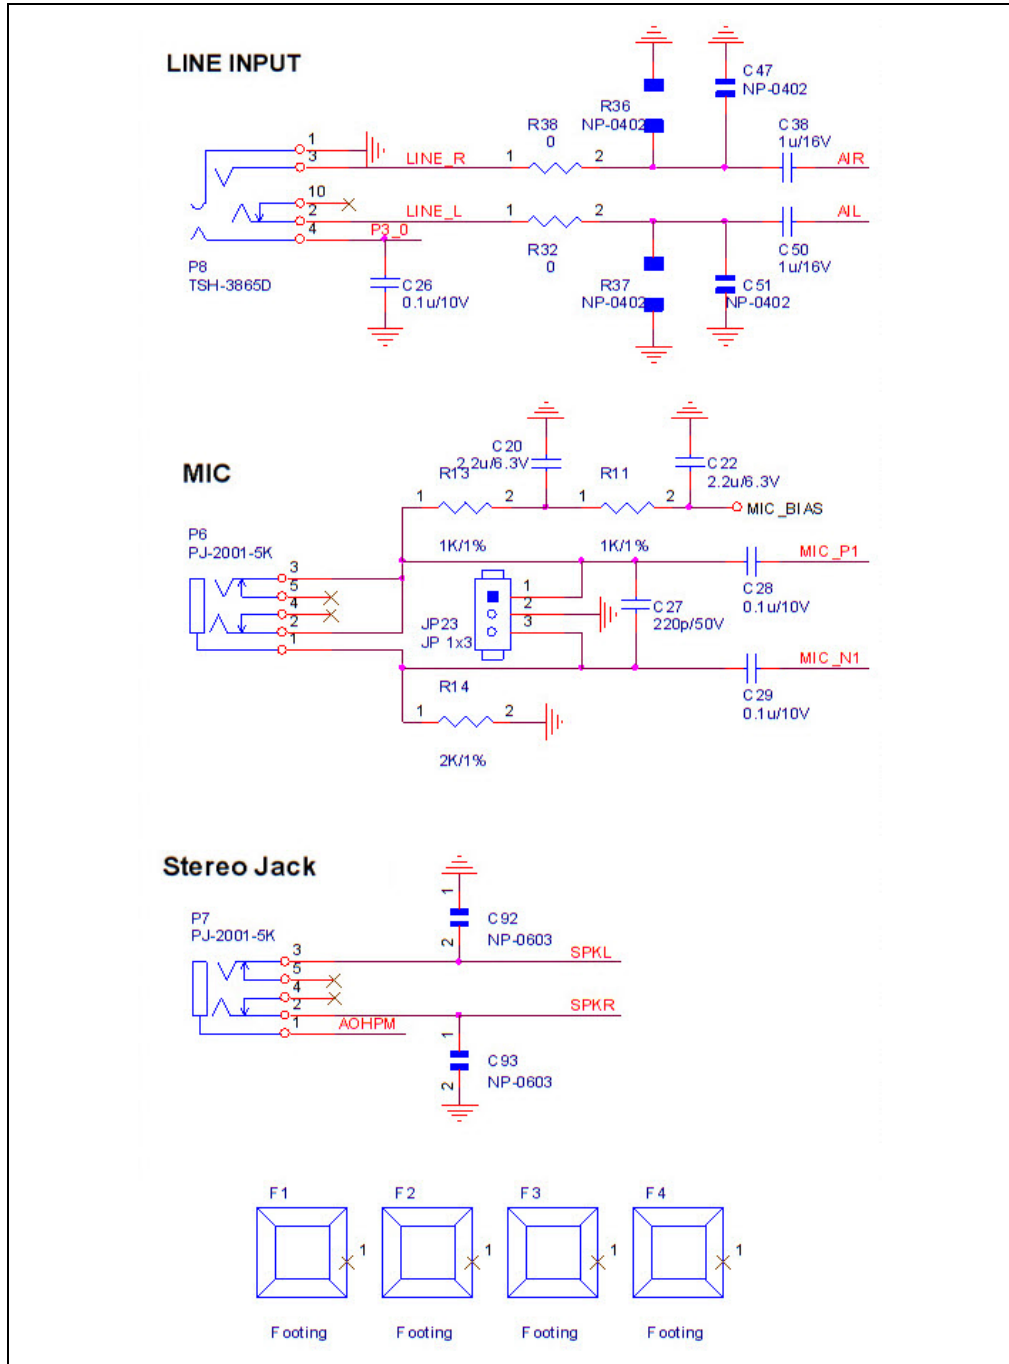 LINE INPUT
C47
NP-0402
R36
NP-0402
R38
0
C38
1u/16V
1
3
LINE_R
1
2
AIR
10
2
LINE_L
1
2
AIL
4
P3_0
R32
0
C50
1u/16V
P8
TSH-3865D
C26
0.1u/10V
R37
NP-0402
C51
NP-0402
MIC
C20
2.2u/6.3V
C22
2.2u/6.3V
R13
R11
1
2
1
2
MIC_BIAS
P6
PJ-2001-5K
1K/1%
1K/1%
MIC_P1
3
5
4
2
1
1
2
3
JP23
JP 1x3
C27
220p/50V
C28
0.1u/10V
MIC_N1
R14
1
2
2K/1%
C29
0.1u/10V
Stereo Jack
1
C92
NP-0603
2
P7
PJ-2001-5K
3
SPKL
5
4
2
SPKR
1
AOHPM
1
C93
NP-0603
2
F1
F2
F3
F4
1
1
1
1
Footing
Footing
Footing
Footing